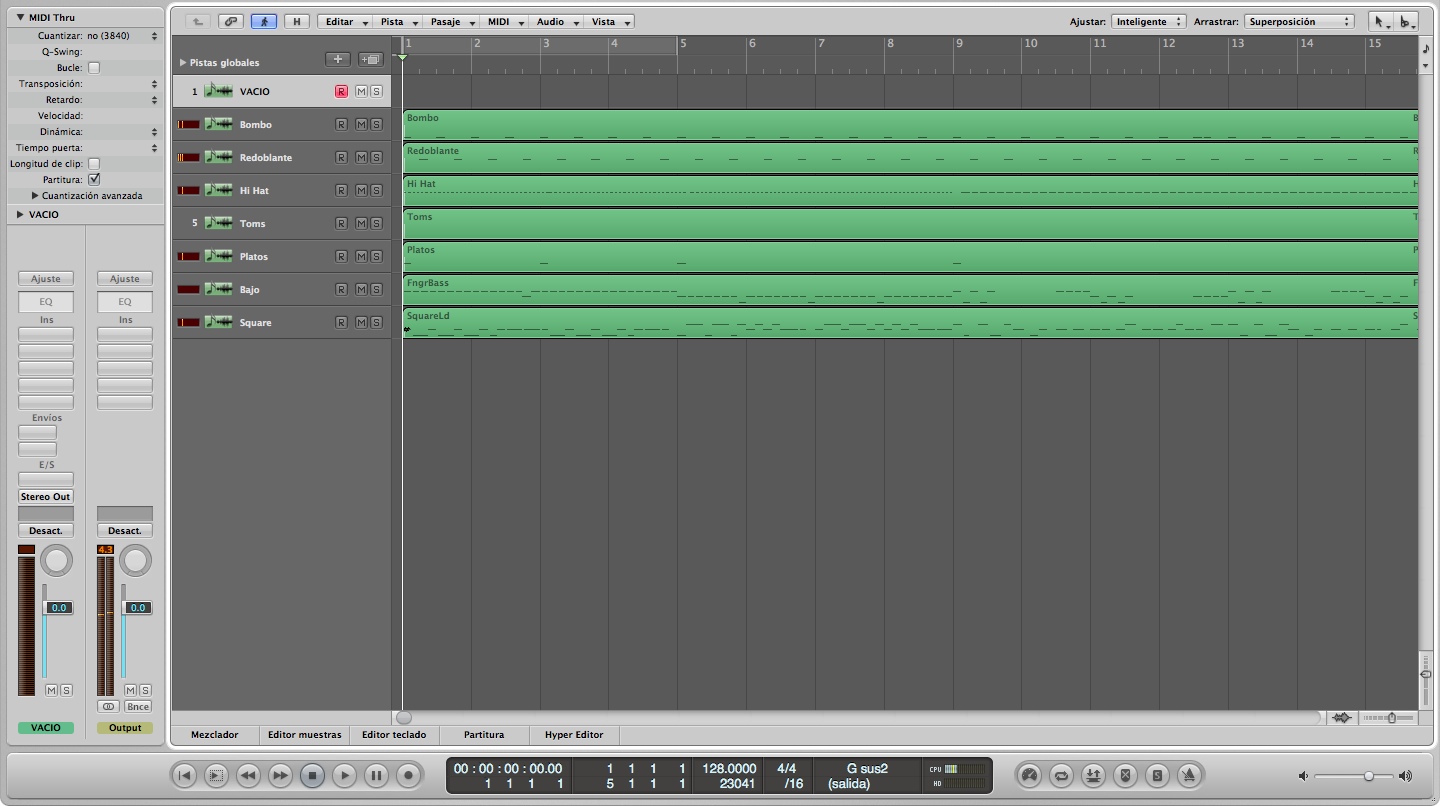 MIDI Thru
Cuantizar: no (3840)
Q-Swing:
Bucle:
Transposición:
Retardo:
Velocidad:
Dinámica:
Tiempo puerta:
Longitud de clip:
Partitura:
Cuantización avanzada
VACIO
Ajuste Ajuste
EQ EQ
Ins Ins
Envíos
E/S
Stereo Out
Desact. Desact.
4.3
0.0 0.0
M S M S
Bnce
VACIO Output
H Editar Pista Pasaje MIDI Audio Vista Ajustar: Inteligente Arrastrar: Superposición
1 2 3 4 5 6 7 8 9 10 11 12 13 14 15
Pistas globales
1 VACIO R M S
Bombo R M S Bombo B
Redoblante R M S Redoblante R
Hi Hat R M S Hi Hat H
5 Toms R M S Toms T
Platos R M S Platos P
Bajo R M S FngrBass F
Square R M S SquareLd S
Mezclador Editor muestras Editor teclado Partitura Hyper Editor
00 : 00 : 00 : 00.00 1 1 1 1 128.0000 4/4 G sus2 CPU
1 1 1 1 5 1 1 1 23041 /16 (salida) HD
S